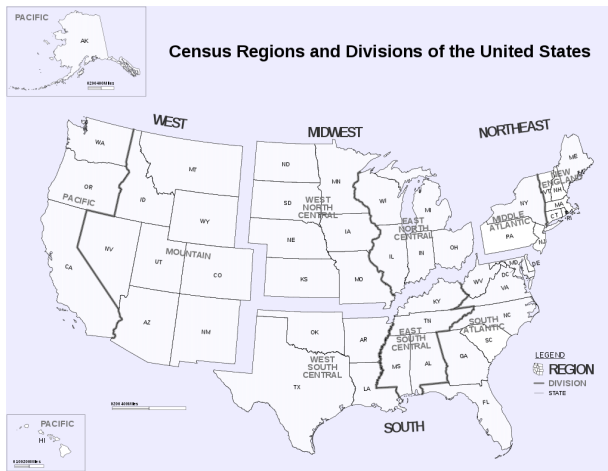 PACIFIC
AK
Census Regions and Divisions of the United States
WEST
MIDWEST
NORTHEAST
WA
MT
ND
MN
ME
OR
ID
SD
WI
MI
NY
NEW
ENGLAND
VT
NH
MA
CT
RI
PACIFIC
WY
WEST
NORTH
CENTRAL
EAST
NORTH
CENTRAL
MIDDLE
ATLANTIC
PA
NJ
NV
UT
MOUNTAIN
CO
NE
IA
IL
IN
OH
MD
DE
DC
WV
VA
CA
KS
MO
KY
AZ
NM
OK
AR
TN
EAST
SOUTH
CENTRAL
SOUTH
ATLANTIC
NC
SC
WEST
SOUTH
CENTRAL
TX
LA
MS
AL
GA
FL
SOUTH
LEGEND
REGION
DIVISION
STATE
PACIFIC
HI